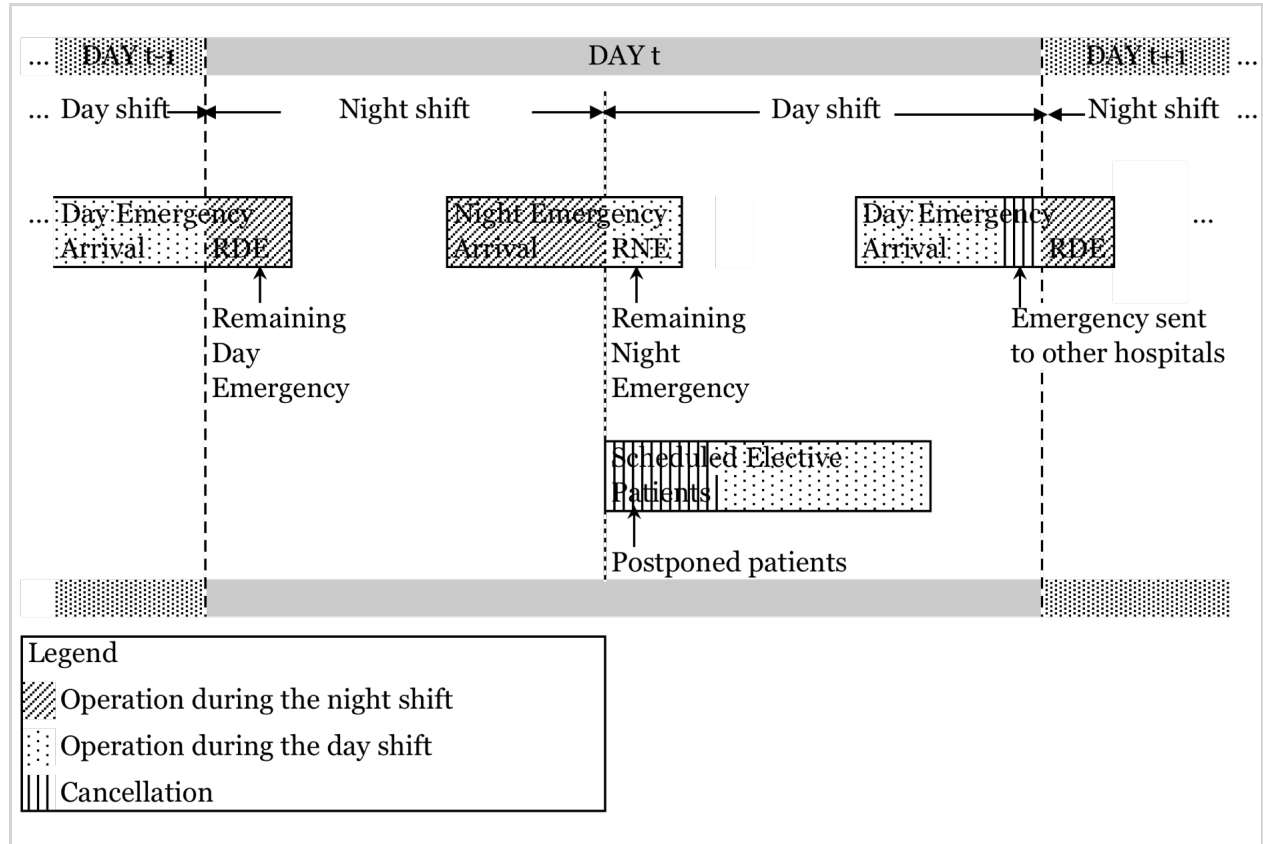 ... DAY t-1 DAY t DAY t+1 ...
... Day shift Night shift Day shift Night shift ...
... Day Emergency Night Emergency Day Emergency ...
Arrival RDE Arrival RNE Arrival RDE
Remaining Remaining Emergency sent
Day Night to other hospitals
Emergency Emergency
Scheduled Elective
Patients
Postponed patients
Legend
Operation during the night shift
Operation during the day shift
Cancellation